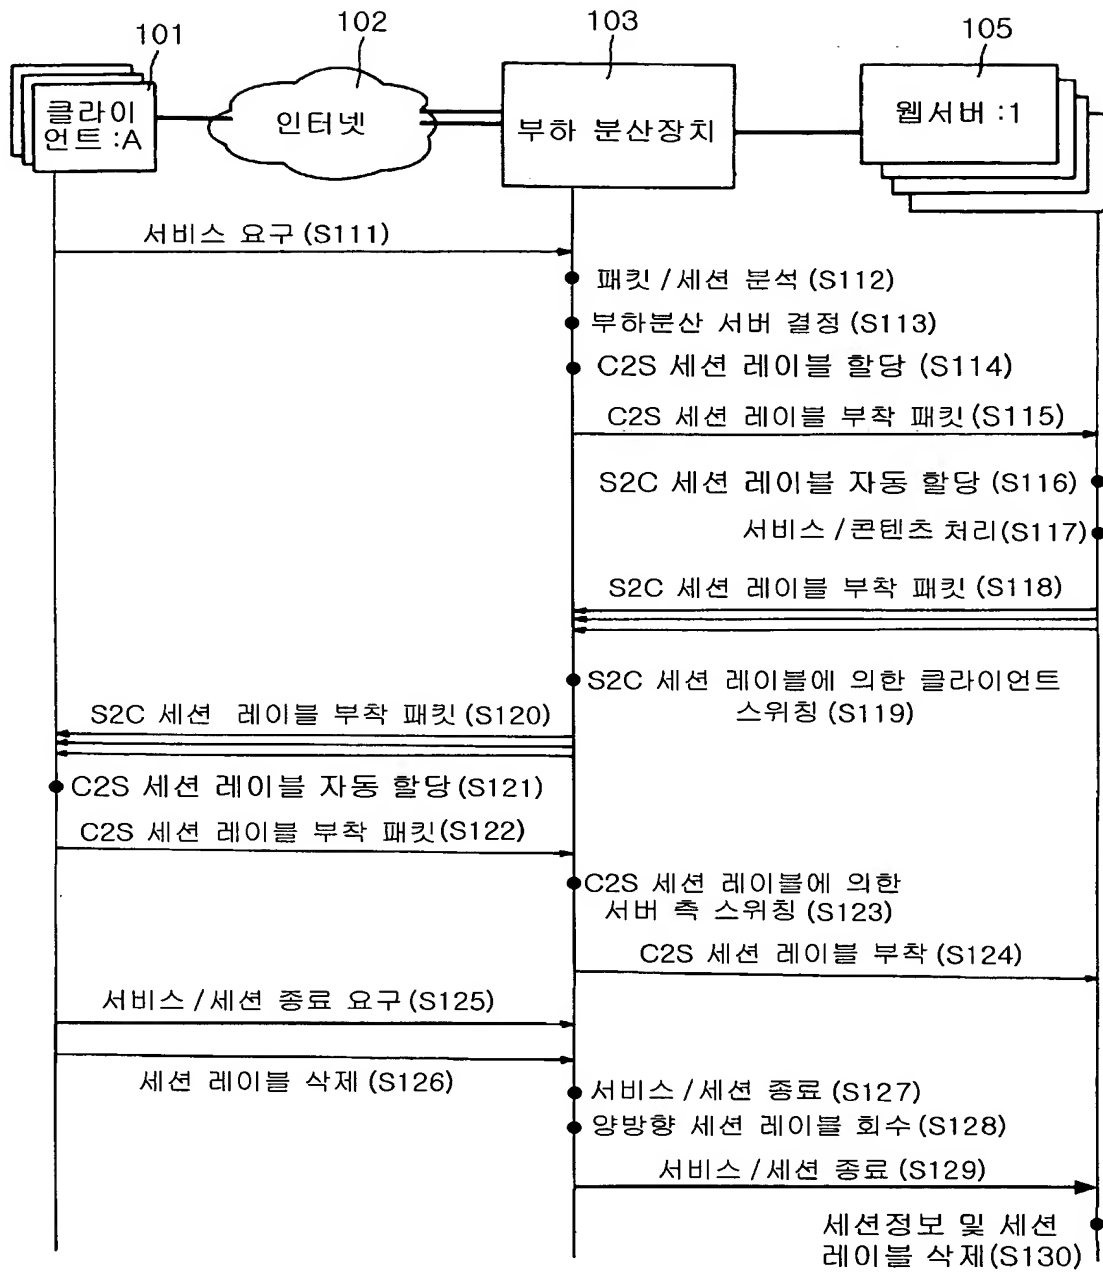 101
102
103
105
클라이
언트 :A
인터넷
부하 분산장치
웹서버 :1
서비스 요구 (S111)
패킷 / 세션 분석 (S112)
부하분산 서버 결정 (S113)
C2S 세션 레이블 할당 (S114)
C2S 세션 레이블 부착 패킷 (S115)
S2C 세션 레이블 자동 할당 (S116)
서비스 / 콘텐츠 처리(S117)
S2C 세션 레이블 부착 패킷 (S118)
S2C 세션 레이블에 의한 클라이언트
스위칭 (S119)
S2C 세션 레이블 부착 패킷 (S120)
C2S 세션 레이블 자동 할당 (S121)
C2S 세션 레이블 부착 패킷(S122)
C2S 세션 레이블에 의한
서버 측 스위칭 (S123)
C2S 세션 레이블 부착 (S124)
서비스 / 세션 종료 요구 (S125)
세션 레이블 삭제 (S126)
서비스 / 세션 종료 (S127)
양방향 세션 레이블 회수 (S128)
서비스 / 세션 종료 (S129)
세션정보 및 세션
레이블 삭제(S130)